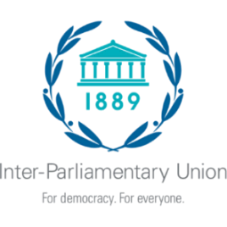 1889
Inter-Parliamentary Union
For democracy. For everyone.